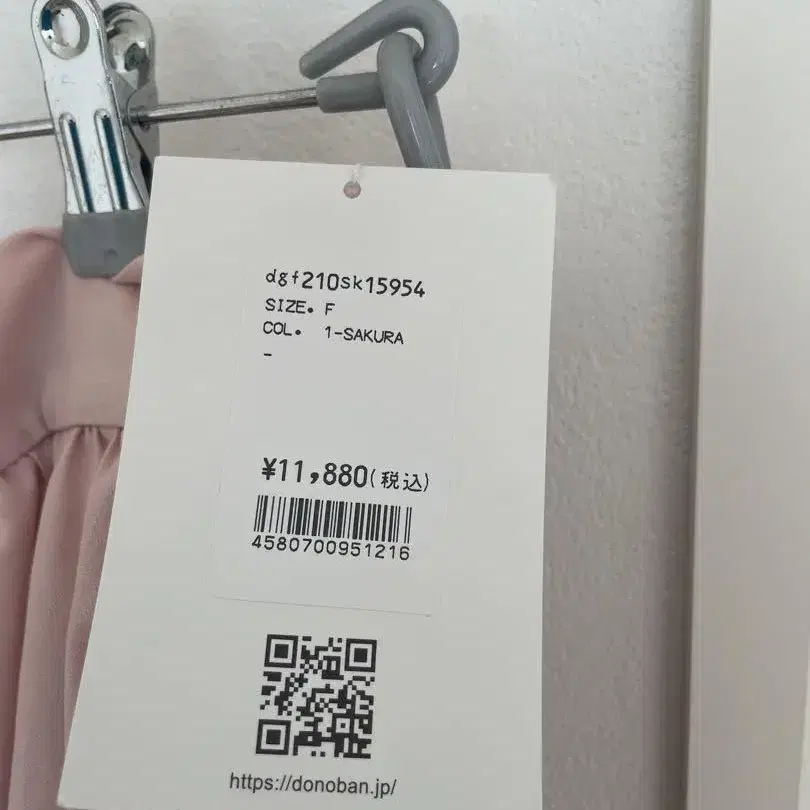 dgf210sk15954
SIZE. F
COL. 1-SAKURA
-
¥11,880(税込)
4580700951216
https://donoban.jp/